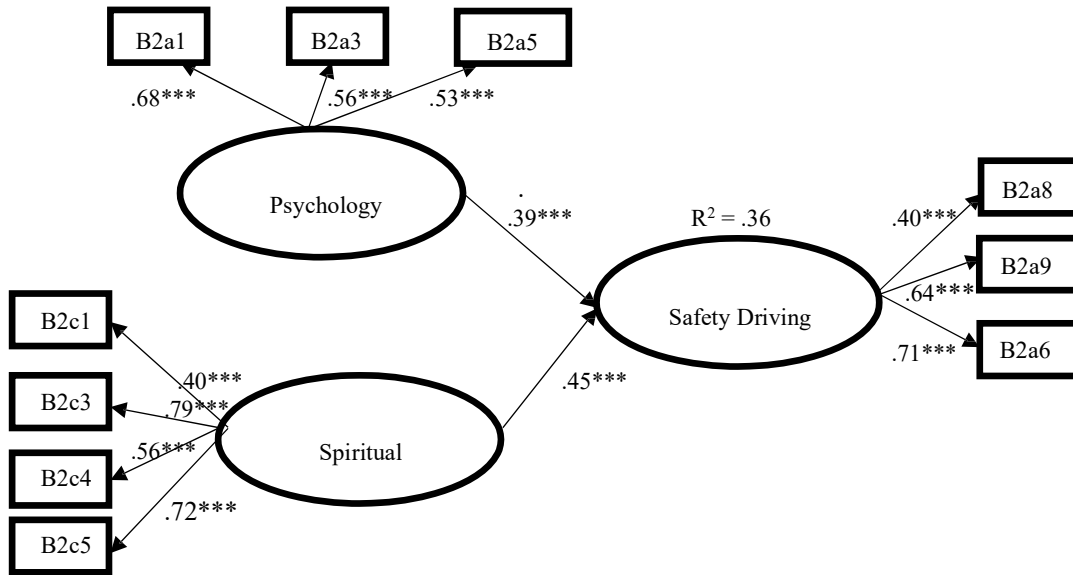 B2a1
B2a3
B2a5
.68***
.56***
.53***
Psychology
.
.39***
R² = .36
Safety Driving
B2a8
.40***
B2a9
.64***
B2a6
.71***
B2c1
.40***
B2c3
.79***
B2c4
.56***
B2c5
.72***
Spiritual
.45***